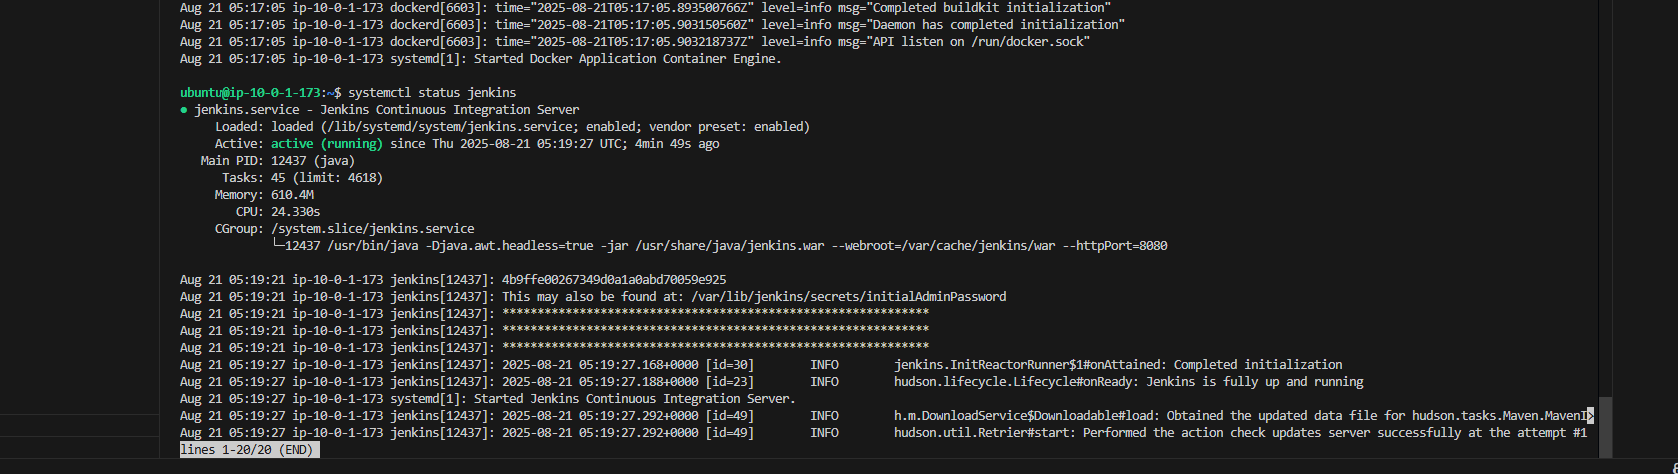 Aug 21 05:17:05 ip-10-0-1-173 dockerd[6603]: time="2025-08-21T05:17:05.893500766Z" level=info msg="Completed buildkit initialization"
Aug 21 05:17:05 ip-10-0-1-173 dockerd[6603]: time="2025-08-21T05:17:05.903150560Z" level=info msg="Daemon has completed initialization"
Aug 21 05:17:05 ip-10-0-1-173 dockerd[6603]: time="2025-08-21T05:17:05.903218737Z" level=info msg="API listen on /run/docker.sock"
Aug 21 05:17:05 ip-10-0-1-173 systemd[1]: Started Docker Application Container Engine.
ubuntu@ip-10-0-1-173:~$ systemctl status jenkins
● jenkins.service - Jenkins Continuous Integration Server
Loaded: loaded (/lib/systemd/system/jenkins.service; enabled; vendor preset: enabled)
Active: active (running) since Thu 2025-08-21 05:19:27 UTC; 4min 49s ago
Main PID: 12437 (java)
Tasks: 45 (limit: 4618)
Memory: 610.4M
CPU: 24.330s
CGroup: /system.slice/jenkins.service
└─12437 /usr/bin/java -Djava.awt.headless=true -jar /usr/share/java/jenkins.war --webroot=/var/cache/jenkins/war --httpPort=8080
Aug 21 05:19:21 ip-10-0-1-173 jenkins[12437]: 4b9ffe00267349d0a1a0abd70059e925
Aug 21 05:19:21 ip-10-0-1-173 jenkins[12437]: This may also be found at: /var/lib/jenkins/secrets/initialAdminPassword
Aug 21 05:19:21 ip-10-0-1-173 jenkins[12437]: *************************************************************
Aug 21 05:19:21 ip-10-0-1-173 jenkins[12437]: *************************************************************
Aug 21 05:19:21 ip-10-0-1-173 jenkins[12437]: *************************************************************
Aug 21 05:19:27 ip-10-0-1-173 jenkins[12437]: 2025-08-21 05:19:27.168+0000 [id=30] INFO jenkins.InitReactorRunner$1#onAttained: Completed initialization
Aug 21 05:19:27 ip-10-0-1-173 jenkins[12437]: 2025-08-21 05:19:27.188+0000 [id=23] INFO hudson.lifecycle.Lifecycle#onReady: Jenkins is fully up and running
Aug 21 05:19:27 ip-10-0-1-173 systemd[1]: Started Jenkins Continuous Integration Server.
Aug 21 05:19:27 ip-10-0-1-173 jenkins[12437]: 2025-08-21 05:19:27.292+0000 [id=49] INFO h.m.DownloadService$Downloadable#load: Obtained the updated data file for hudson.tasks.Maven.MavenI>
Aug 21 05:19:27 ip-10-0-1-173 jenkins[12437]: 2025-08-21 05:19:27.292+0000 [id=49] INFO hudson.util.Retrier#start: Performed the action check updates server successfully at the attempt #1
lines 1-20/20 (END)